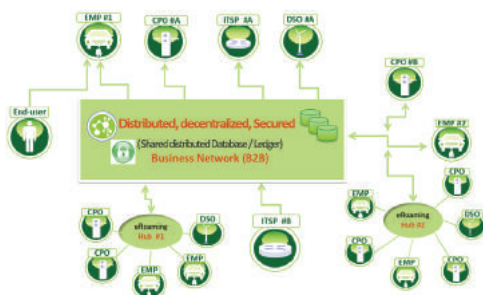 EMP #1
CPO #A
ITSP #A
DSO #A
CPO #B
End-user
EMP #2
Distributed, decentralized, Secured
(Shared distributed Database / Ledger)
Business Network (B2B)
CPO
DSO
eRoaming
Hub #1
CPO
EMP
EMP
ITSP #B
CPO
EMP
DSO
eRoaming
Hub #2
CPO
CPO
EMP
CPO